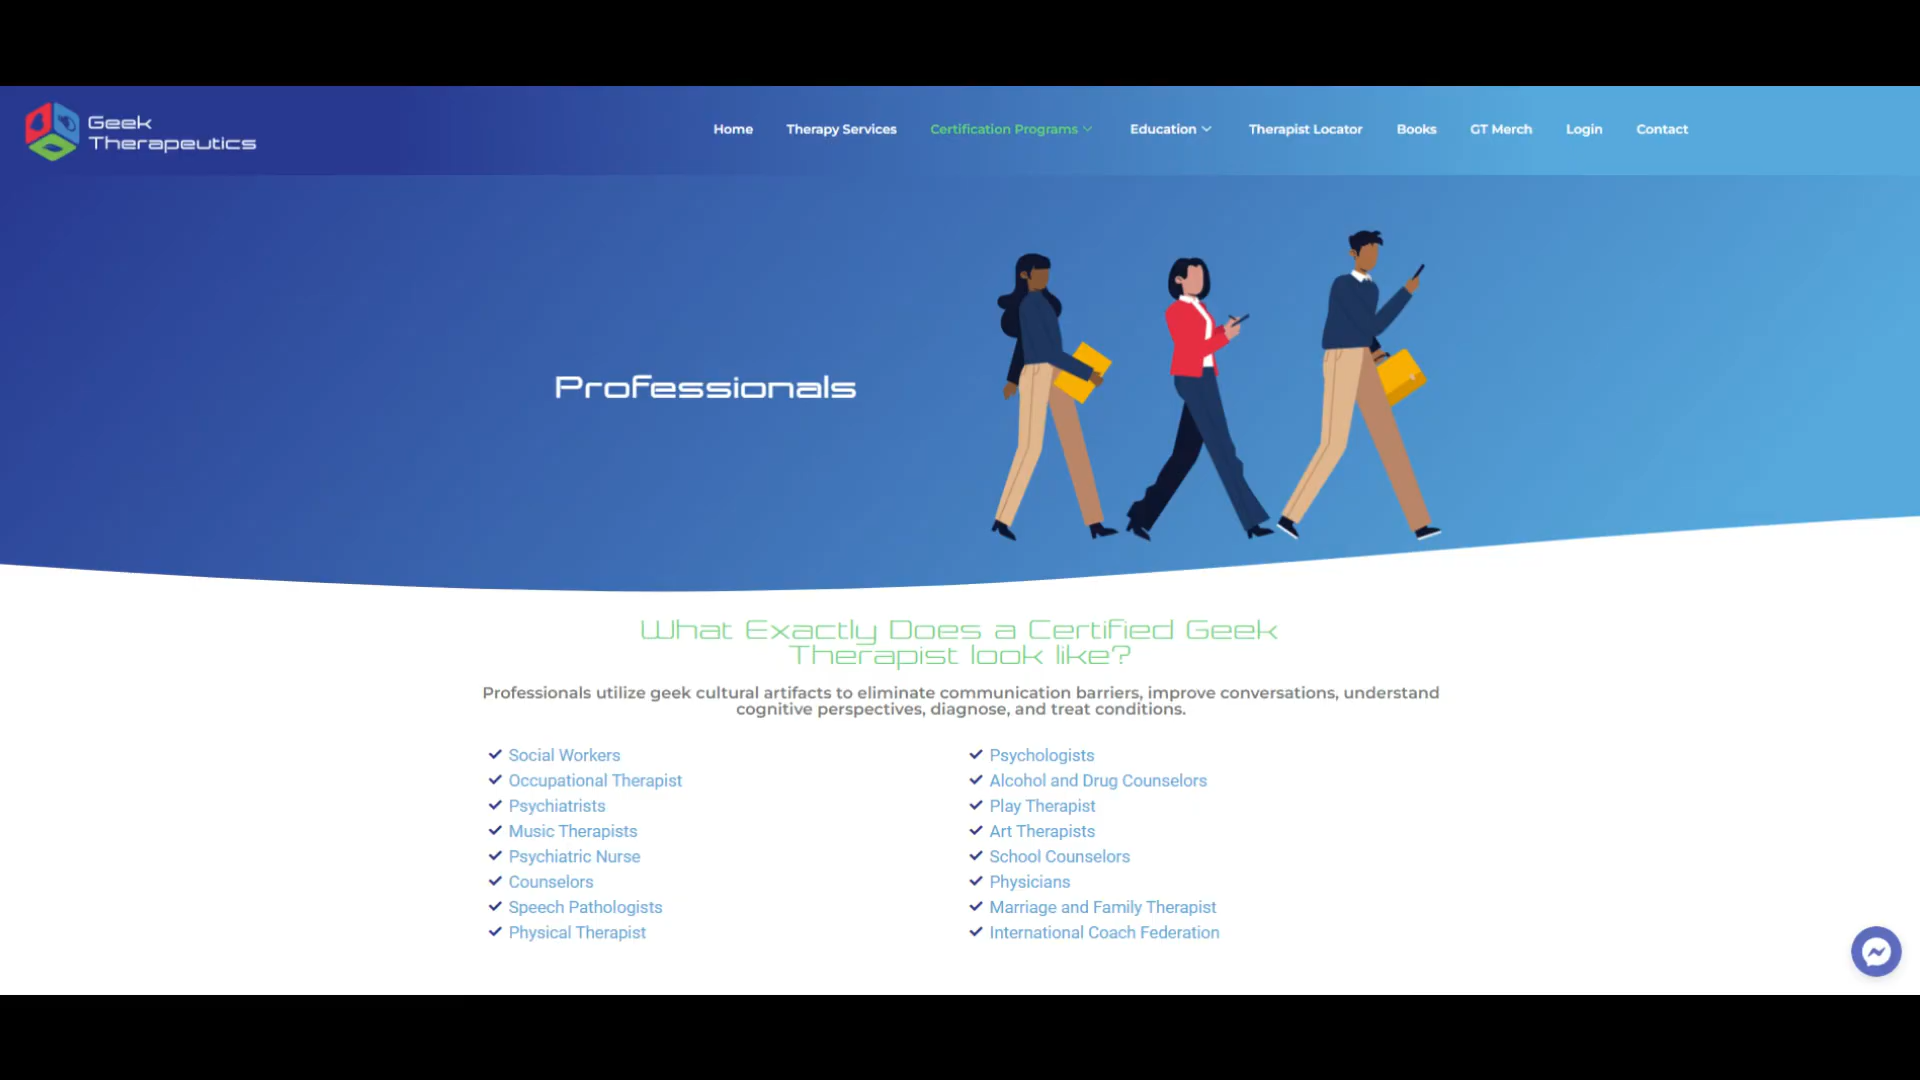 Geek
Therapeutics
Home Therapy Services Certification Programs Education Therapist Locator Books GT Merch Login Contact
Professionals
What Exactly Does a Certified Geek
Therapist look like?
Professionals utilize geek cultural artifacts to eliminate communication barriers, improve conversations, understand
cognitive perspectives, diagnose, and treat conditions.
Social Workers
Occupational Therapist
Psychiatrists
Music Therapists
Psychiatric Nurse
Counselors
Speech Pathologists
Physical Therapist
Psychologists
Alcohol and Drug Counselors
Play Therapist
Art Therapists
School Counselors
Physicians
Marriage and Family Therapist
International Coach Federation